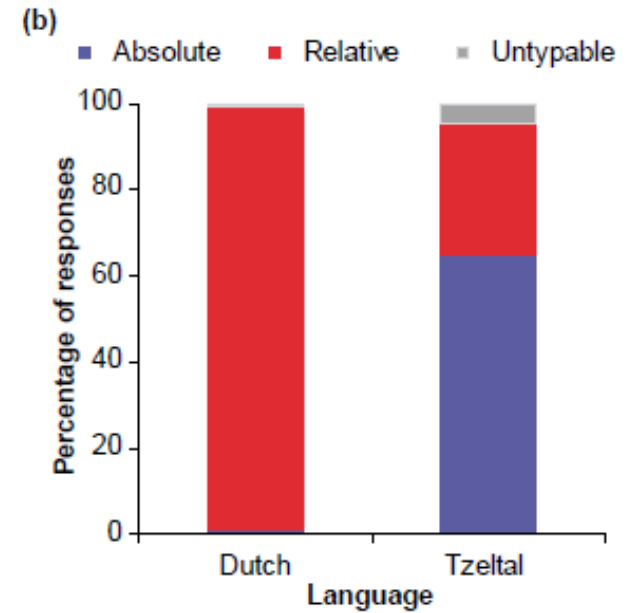 (b)
Absolute Relative Untypable
100
80
60
40
20
0
Percentage of responses
Dutch Tzeltal
Language